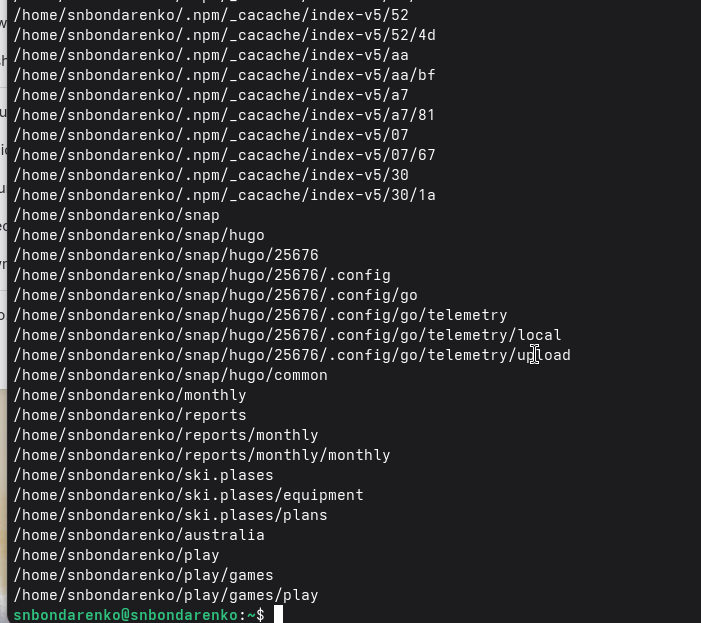 /home/snbondarenko/.npm/_cacache/index-v5/52
/home/snbondarenko/.npm/_cacache/index-v5/52/4d
/home/snbondarenko/.npm/_cacache/index-v5/aa
/home/snbondarenko/.npm/_cacache/index-v5/aa/bf
/home/snbondarenko/.npm/_cacache/index-v5/a7
/home/snbondarenko/.npm/_cacache/index-v5/a7/81
/home/snbondarenko/.npm/_cacache/index-v5/07
/home/snbondarenko/.npm/_cacache/index-v5/07/67
/home/snbondarenko/.npm/_cacache/index-v5/30
/home/snbondarenko/.npm/_cacache/index-v5/30/1a
/home/snbondarenko/snap
/home/snbondarenko/snap/hugo
/home/snbondarenko/snap/hugo/25676
/home/snbondarenko/snap/hugo/25676/.config
/home/snbondarenko/snap/hugo/25676/.config/go
/home/snbondarenko/snap/hugo/25676/.config/go/telemetry
/home/snbondarenko/snap/hugo/25676/.config/go/telemetry/local
/home/snbondarenko/snap/hugo/25676/.config/go/telemetry/upload
/home/snbondarenko/snap/hugo/common
/home/snbondarenko/monthly
/home/snbondarenko/reports
/home/snbondarenko/reports/monthly
/home/snbondarenko/reports/monthly/monthly
/home/snbondarenko/ski.plases
/home/snbondarenko/ski.plases/equipment
/home/snbondarenko/ski.plases/plans
/home/snbondarenko/australia
/home/snbondarenko/play
/home/snbondarenko/play/games
/home/snbondarenko/play/games/play
snbondarenko@snbondarenko:~$